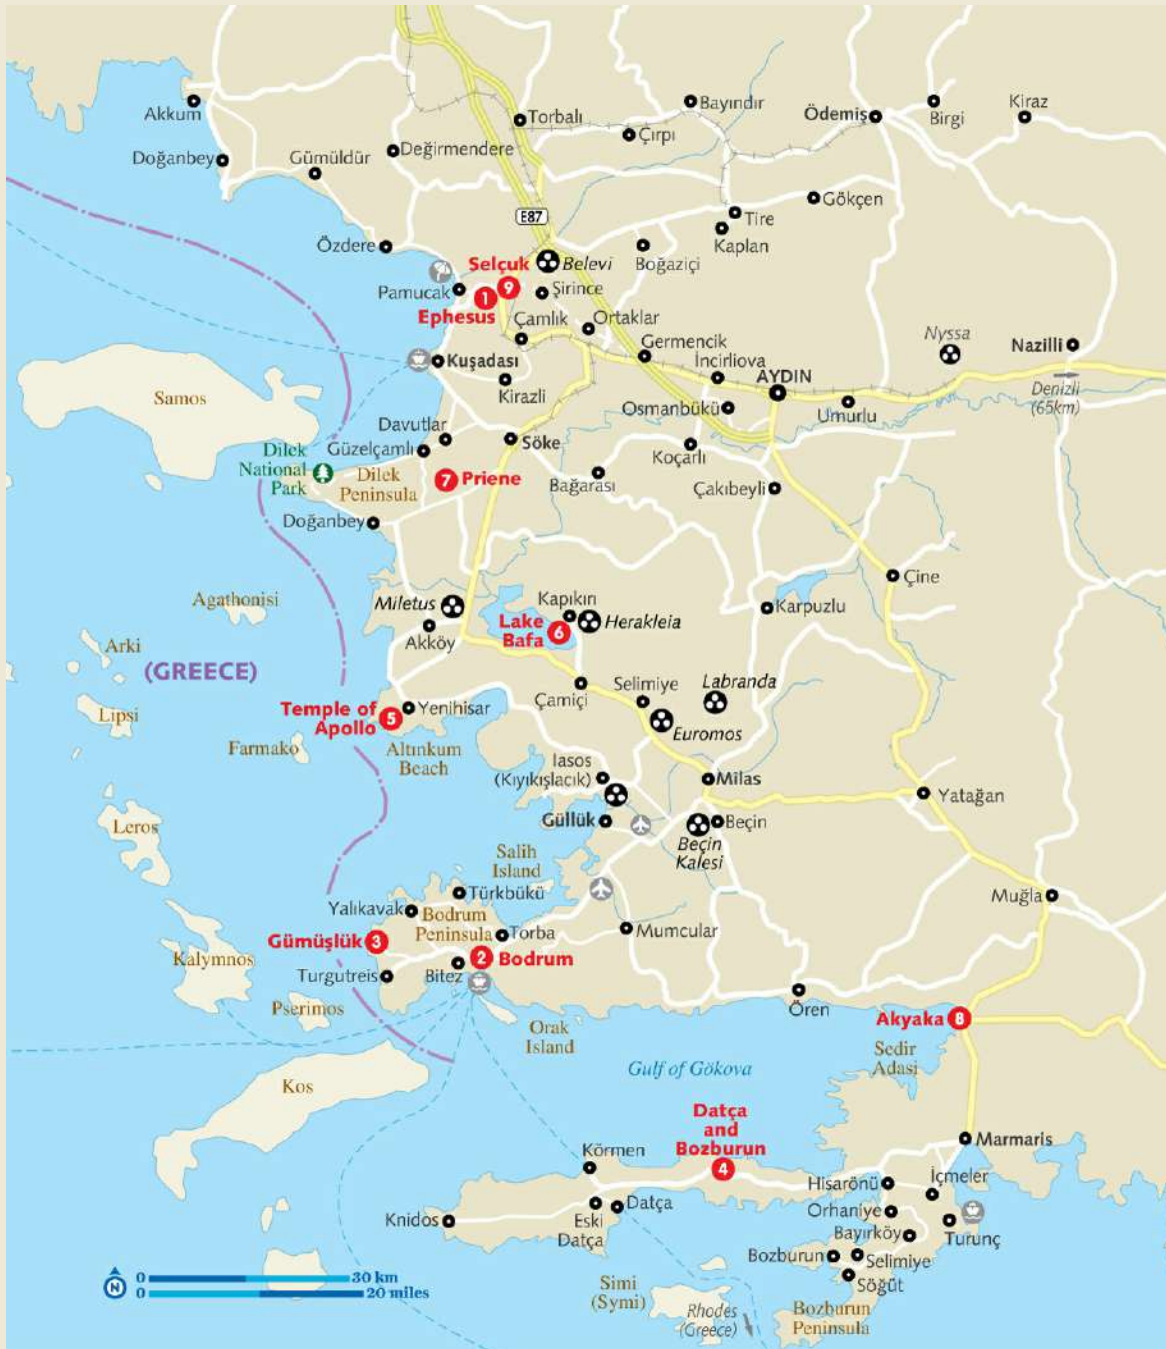 Akkum
Torbalı
Bayındır
Çırpı
Ödemiş
Birgi
Kiraz
Doğanbey
Gümüldür
Değirmendere
E87
Gökçen
Tire
Kaplan
Özdere
Selçuk
9
Belevi
Boğaziçi
Pamucak
1
Ephesus
Şirince
Çamlık
Ortaklar
Germencik
Nyssa
Nazilli
Kuşadası
İncirliova
AYDIN
Kirazli
Denizli
(65km)
Samos
Osmanbükü
Umurlu
Davutlar
Güzelçamlı
Söke
Koçarlı
Dilek
National
Park
Dilek
Peninsula
7 Priene
Bağarası
Çakıbeyli
Doğanbey
Çine
Agathonisi
Miletus
Kapıkırı
Lake
Bafa
6
Herakleia
Karpuzlu
Akköy
Arki
(GREECE)
Çamiçi
Selimiye
Labranda
Lipsi
Temple of
Apollo
5
Yenihisar
Euromos
Farmako
Altınkum
Beach
Iasos
(Kıyıkışlacık)
Milas
Yatağan
Leros
Güllük
Beçin
Beçin
Kalesi
Salih
Island
Türkbükü
Muğla
Yalıkavak
Bodrum
Peninsula
Torba
Mumcular
Gümüşlük 3
Kalymnos
2 Bodrum
Turgutreis
Bitez
Pserimos
Ören
Orak
Island
Akyaka 8
Sedir
Adasi
Gulf of Gökova
Kos
Datça
and
Bozburun
4
Marmaris
Körmen
Hisarönü
İçmeler
Datça
Orhaniye
Knidos
Eski
Datça
Bayırköy
Turunç
Bozburun
Selimiye
Söğüt
N
0 30 km
0 20 miles
Simi
(Symi)
Rhodes
(Greece)
Bozburun
Peninsula